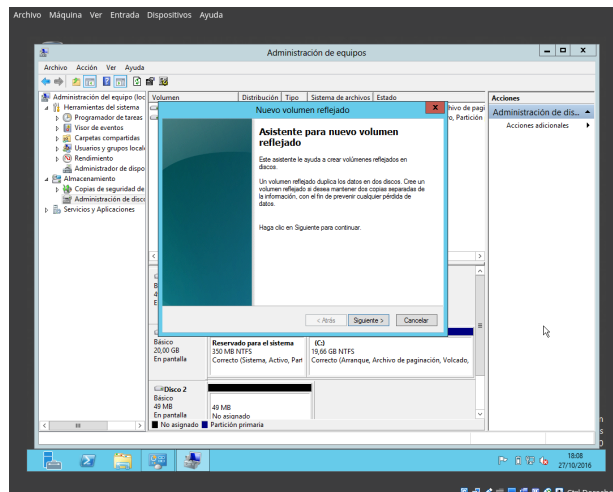 Archivo Máquina Ver Entrada Dispositivos Ayuda
Administración de equipos
Archivo Acción Ver Ayuda
Administración del equipo (loc
Herramientas del sistema
Programador de tareas
Visor de eventos
Carpetas compartidas
Usuarios y grupos local
Rendimiento
Administrador de dispo
Almacenamiento
Copias de seguridad de
Administración de disc
Servicios y Aplicaciones
Volumen Distribución Tipo Sistema de archivos Estado
hivo de pagi
o, Partición
Acciones
Administración de dis...
Acciones adicionales
Nuevo volumen reflejado
Asistente para nuevo volumen
reflejado
Este asistente le ayuda a crear volúmenes reflejados en
discos.
Un volumen reflejado duplica los datos en dos discos. Cree un
volumen reflejado si desea mantener dos copias separadas de
la información, con el fin de prevenir cualquier pérdida de
datos.
Haga clic en Siguiente para continuar.
< Atrás Siguiente > Cancelar
Básico
20,00 GB
En pantalla
Reservado para el sistema
350 MB NTFS
Correcto (Sistema, Activo, Part
(C:)
19,66 GB NTFS
Correcto (Arranque, Archivo de paginación, Volcado,
Disco 2
Básico
49 MB
En pantalla
49 MB
No asignado
No asignado Partición primaria
18:08
27/10/2016